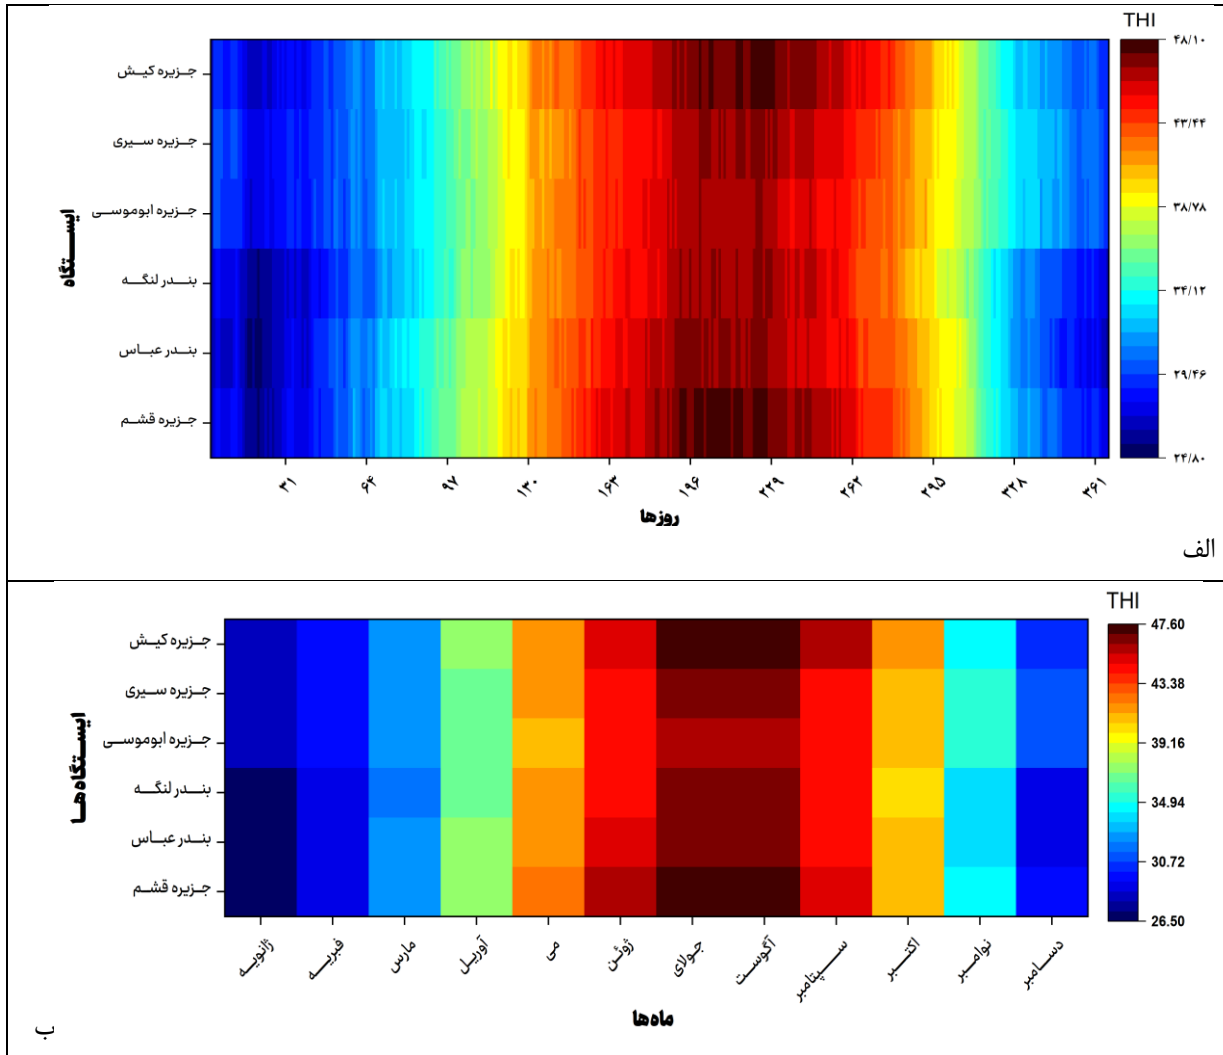 THI
۴۸/۱۰
۴۳/۴۴
۳۸/۷۸
۳۴/۱۲
۲۹/۴۶
۲۴/۸۰
ایستگاه
جزیره کیش
جزیره سیری
جزیره ابوموسی
بندر لنگه
بندر عباس
جزیره قشم
۳۱ ۶۴ ۹۷ ۱۳۰ ۱۶۳ ۱۹۶ ۲۲۹ ۲۶۲ ۲۹۵ ۳۲۸ ۳۶۱
روزها
الف
THI
47.60
43.38
39.16
34.94
30.72
26.50
ایستگاه‌ها
جزیره کیش
جزیره سیری
جزیره ابوموسی
بندر لنگه
بندر عباس
جزیره قشم
ژانویه فبریه مارس آوریل می ژوئن جولای آگوست سپتامبر اکتبر نوامبر دسامبر
ماه‌ها
ب